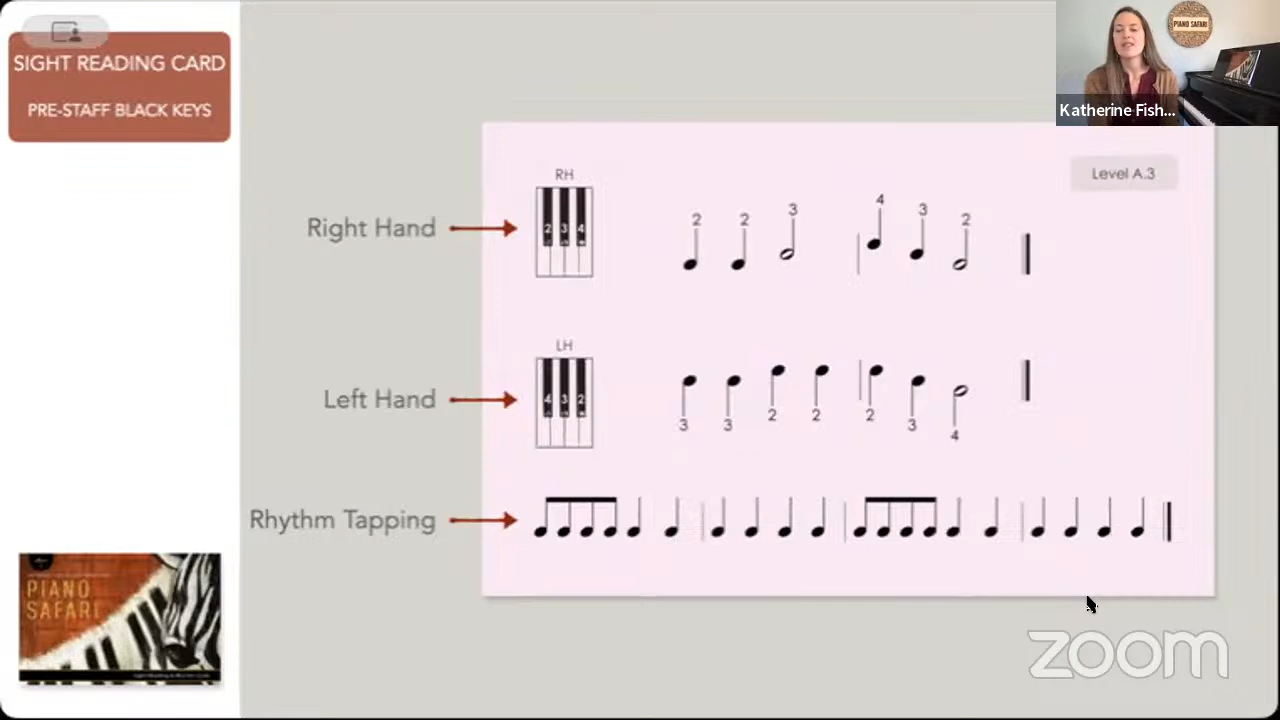 SIGHT READING CARD
PRE-STAFF BLACK KEYS
PIANO SAFARI
Katherine Fish...
Level A.3
RH
Right Hand
2 3 4
2 2 3 4 3 2
LH
Left Hand
4 3 2
3 3 2 2 2 3 4
Rhythm Tapping
PIANO
SAFARI
zoom